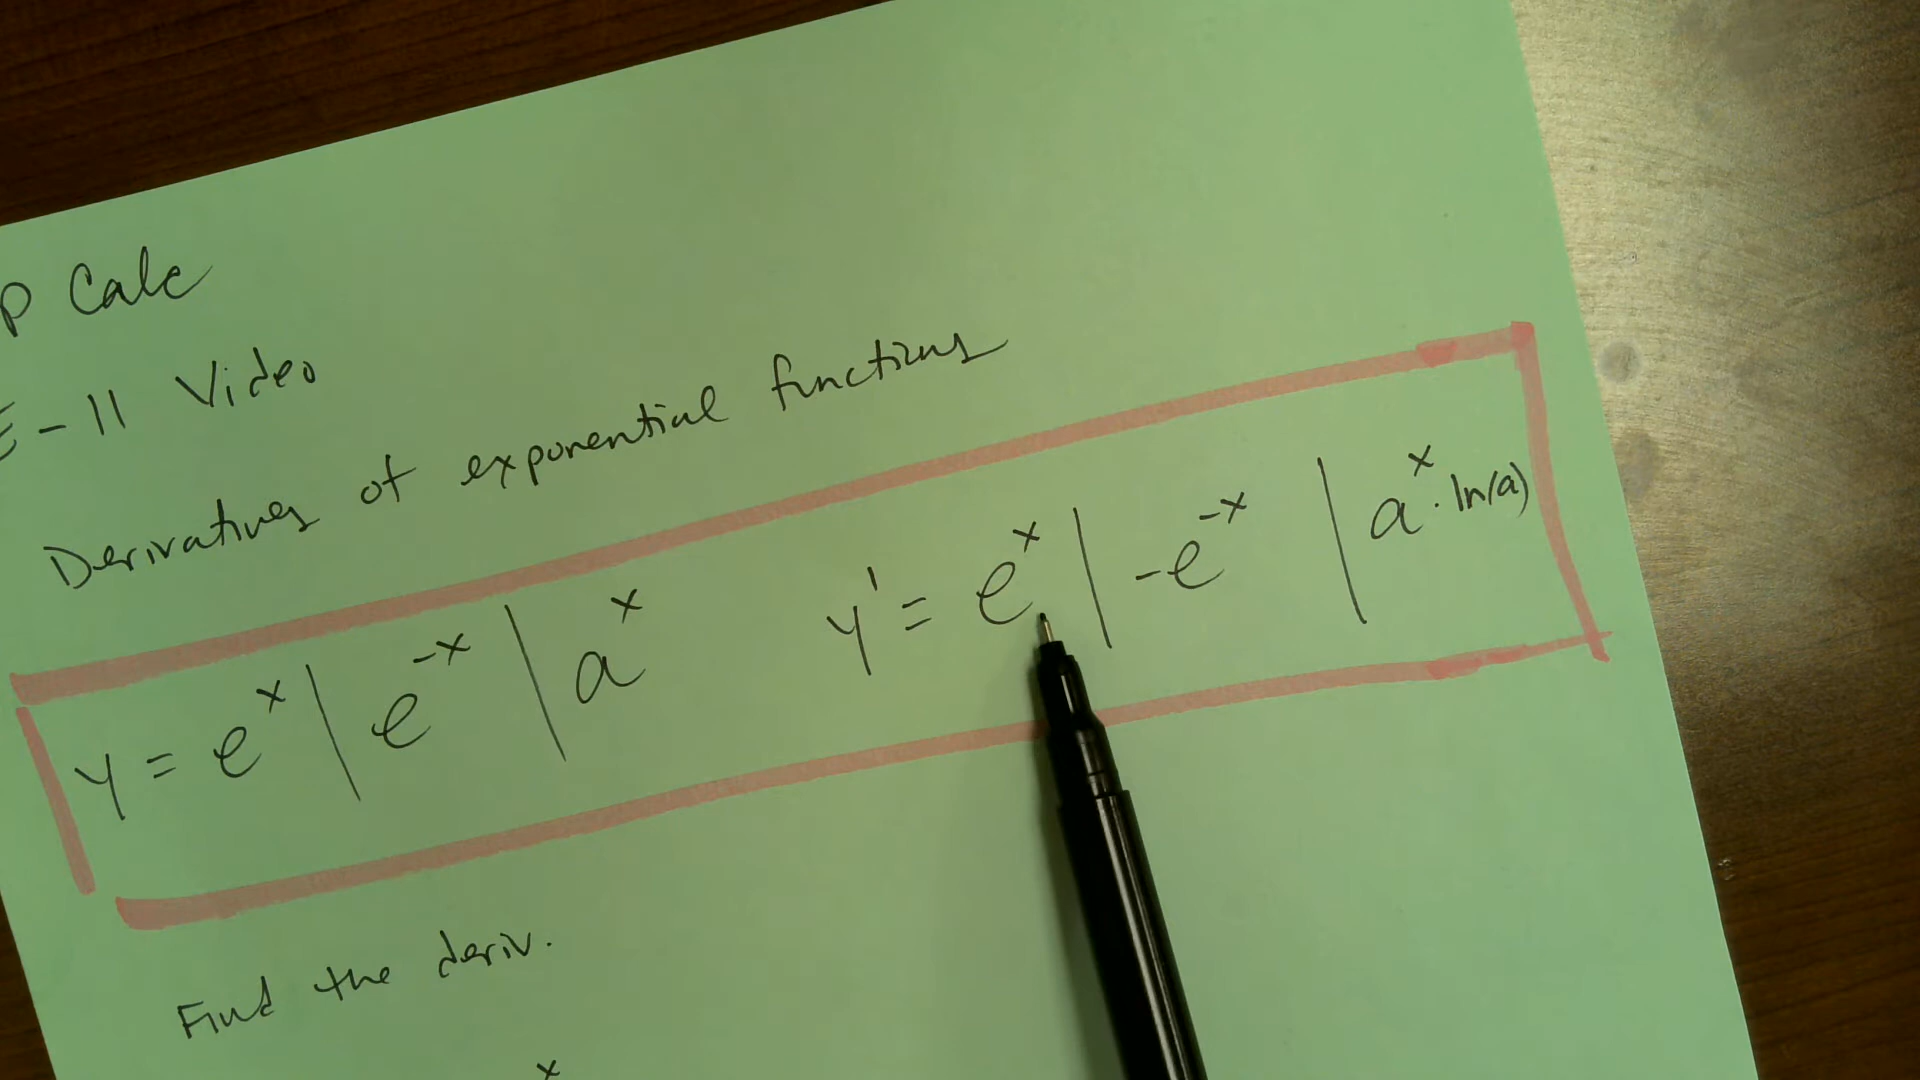 P Calc
E-11 Video
Derivatives of exponential functions
y = e^x | e^-x | a^x y' = e^x | -e^-x | a^x · ln(a)
Find the deriv.
x